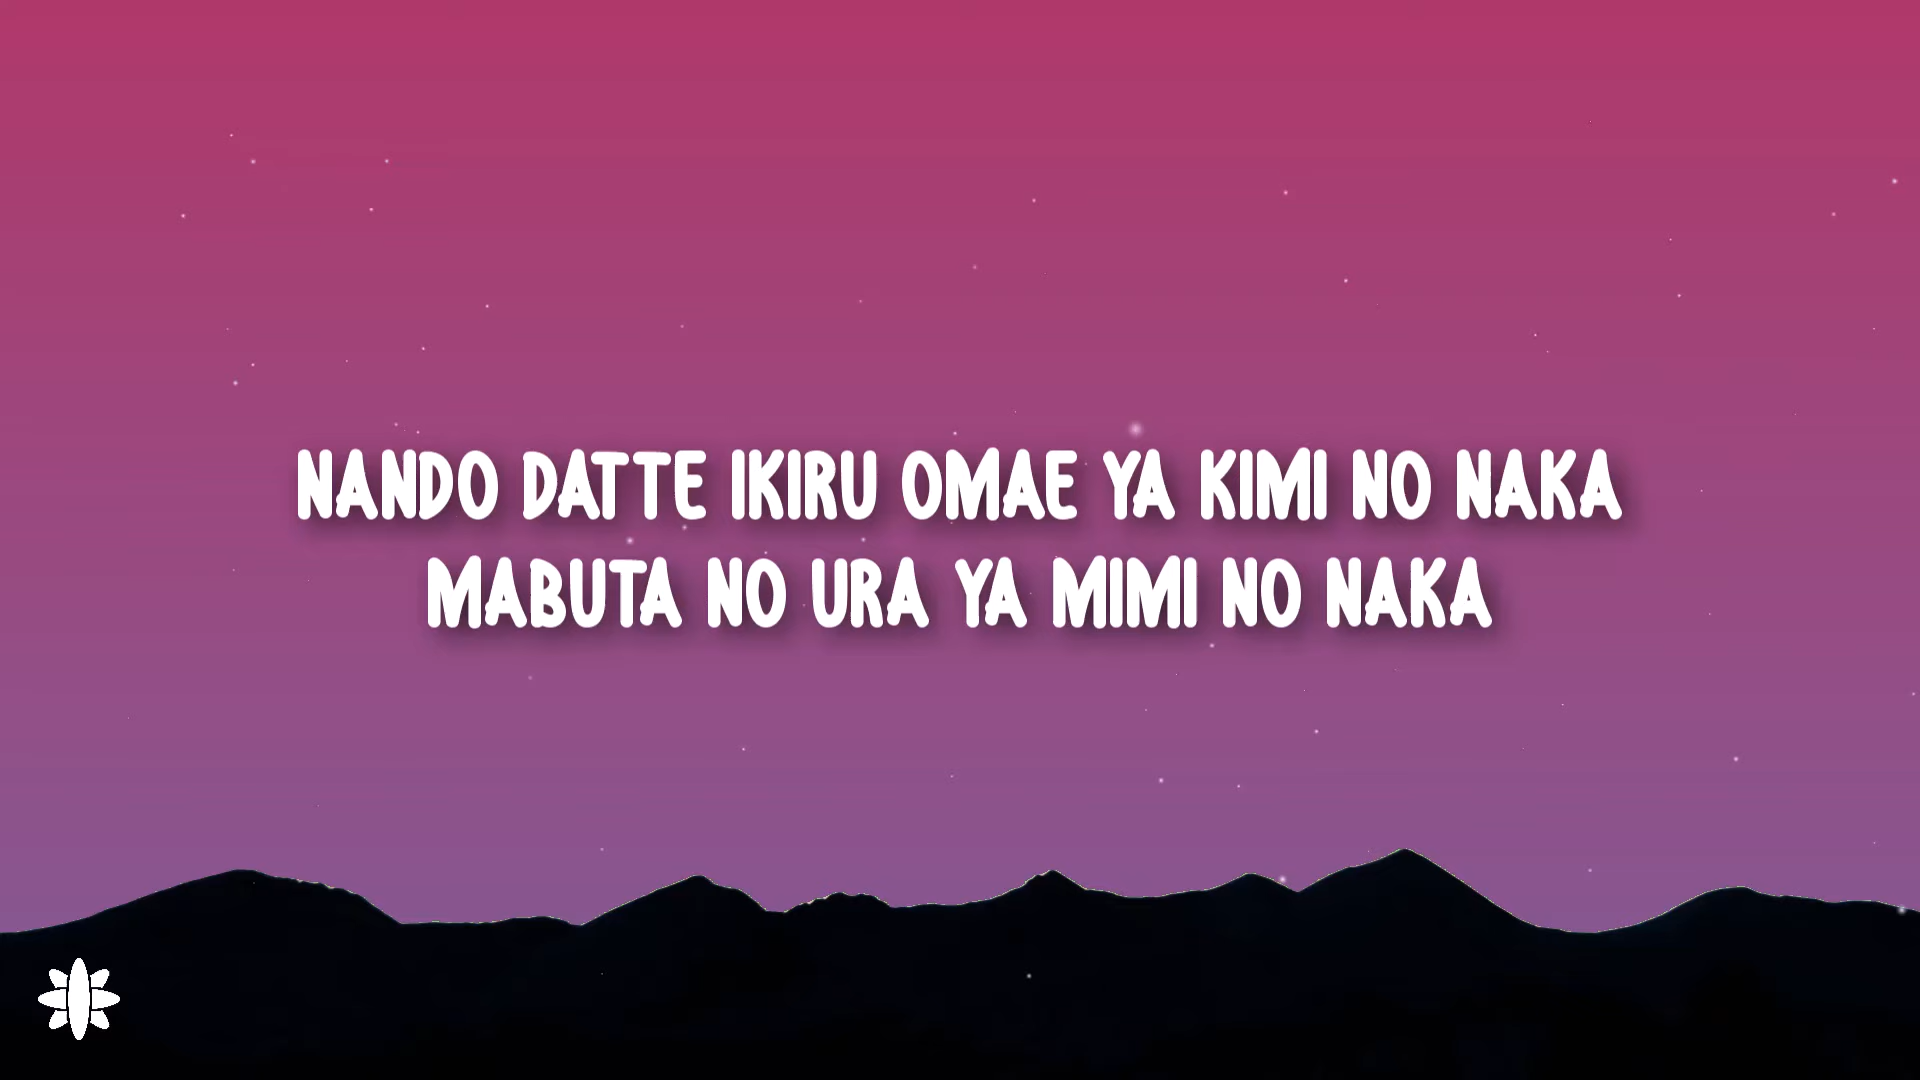 NANDO DATTE IKIRU OMAE YA KIMI NO NAKA
MABUTA NO URA YA MIMI NO NAKA